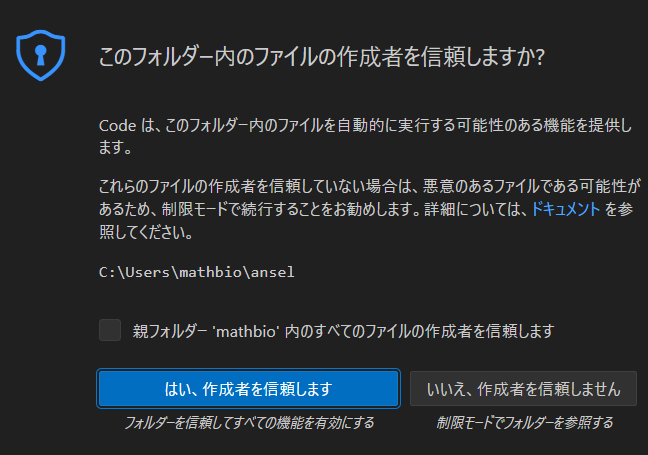 このフォルダー内のファイルの作成者を信頼しますか?
Code は、このフォルダー内のファイルを自動的に実行する可能性のある機能を提供し
ます。
これらのファイルの作成者を信頼していない場合は、悪意のあるファイルである可能性が
あるため、制限モードで続行することをお勧めします。詳細については、ドキュメント を参
照してください。
C:\Users\mathbio\ansel
親フォルダー 'mathbio' 内のすべてのファイルの作成者を信頼します
はい、作成者を信頼します
いいえ、作成者を信頼しません
フォルダーを信頼してすべての機能を有効にする
制限モードでフォルダーを参照する